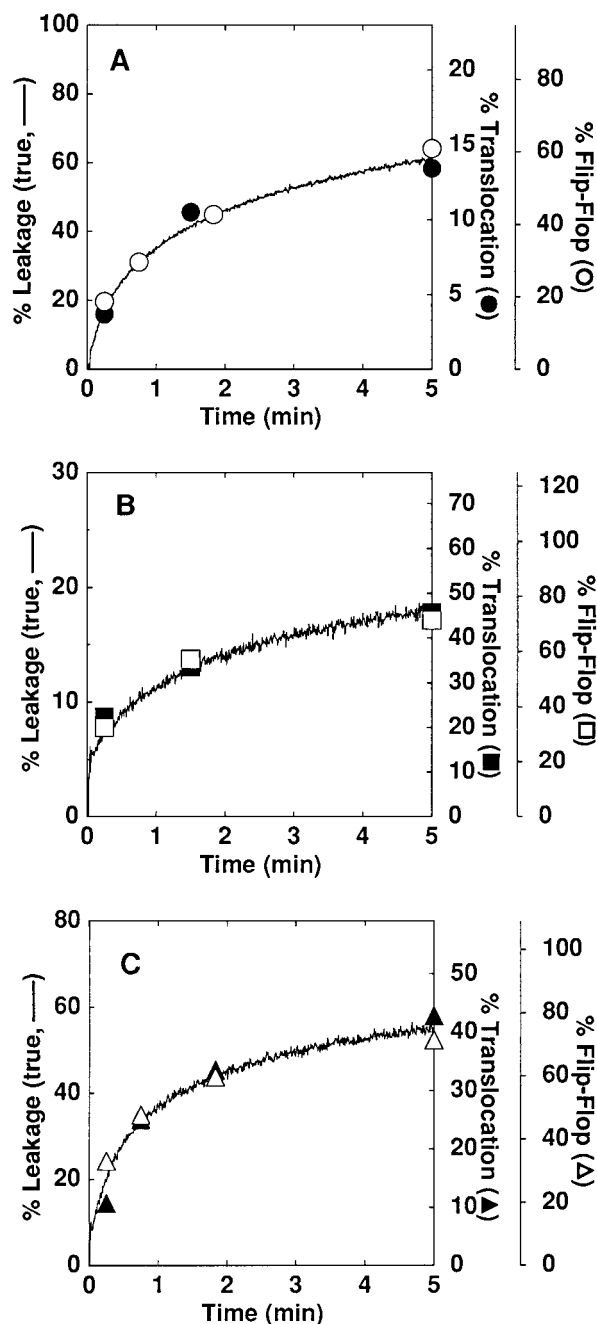 A
% Leakage (true, ——)
100
80
60
40
20
0
0 1 2 3 4 5
Time (min)
20
15
10
5
0
% Translocation (●)
80
60
40
20
0
% Flip-Flop (○)
B
% Leakage (true, ——)
30
20
10
0
0 1 2 3 4 5
Time (min)
70
60
50
40
30
20
10
0
% Translocation (■)
120
100
80
60
40
20
0
% Flip-Flop (□)
C
% Leakage (true, ——)
80
60
40
20
0
0 1 2 3 4 5
Time (min)
50
40
30
20
10
0
% Translocation (▲)
100
80
60
40
20
0
% Flip-Flop (△)